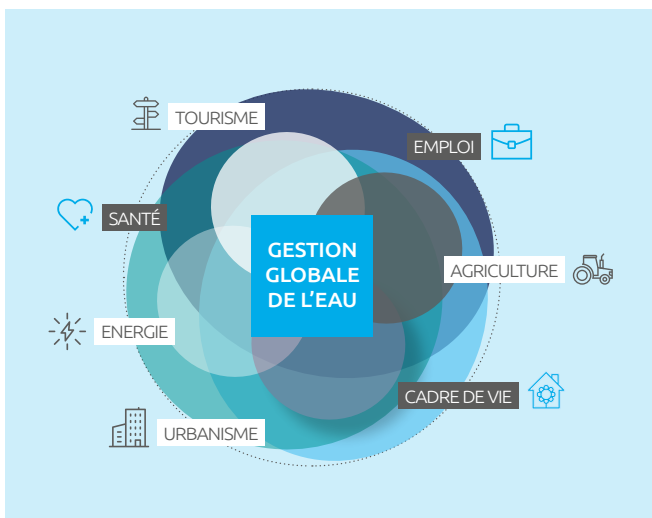 TOURISME
EMPLOI
SANTÉ
GESTION
GLOBALE
DE L'EAU
AGRICULTURE
ENERGIE
CADRE DE VIE
URBANISME